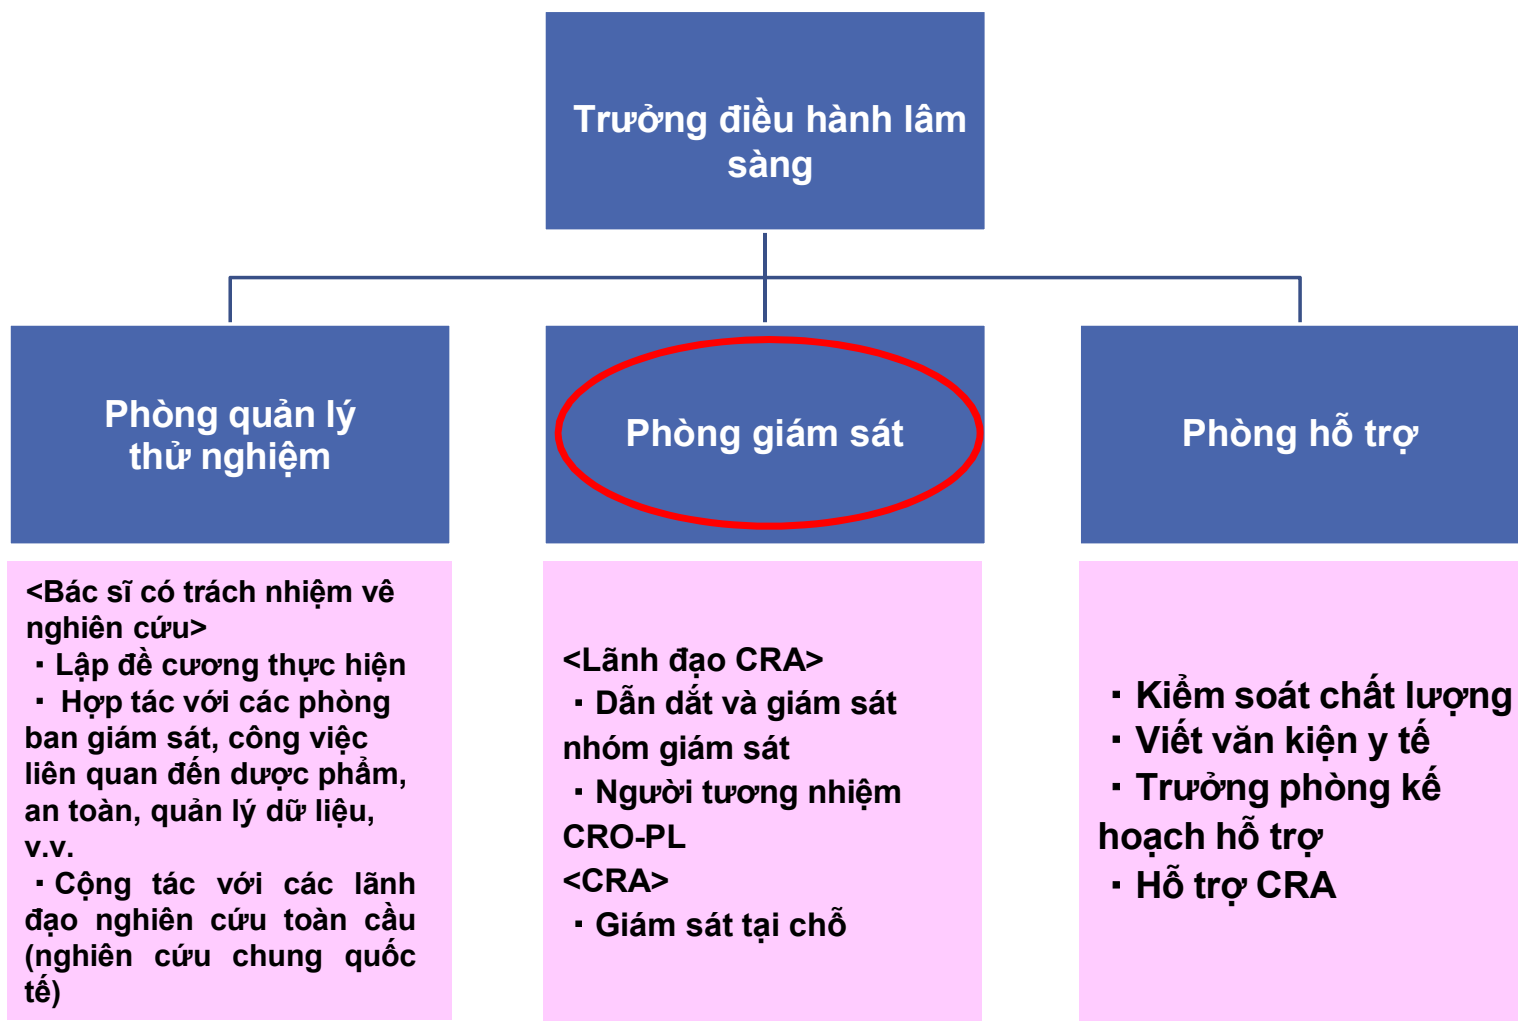 Trưởng điều hành lâm
sàng
Phòng quản lý
thử nghiệm
Phòng giám sát
Phòng hỗ trợ
<Bác sĩ có trách nhiệm vê
nghiên cứu>
・Lập đề cương thực hiện
・ Hợp tác với các phòng
ban giám sát, công việc
liên quan đến dược phẩm,
an toàn, quản lý dữ liệu,
v.v.
・Cộng tác với các lãnh
đạo nghiên cứu toàn cầu
(nghiên cứu chung quốc
tế)
<Lãnh đạo CRA>
・Dẫn dắt và giám sát
nhóm giám sát
・Người tương nhiệm
CRO-PL
<CRA>
・Giám sát tại chỗ
・Kiểm soát chất lượng
・Viết văn kiện y tế
・Trưởng phòng kế
hoạch hỗ trợ
・Hỗ trợ CRA